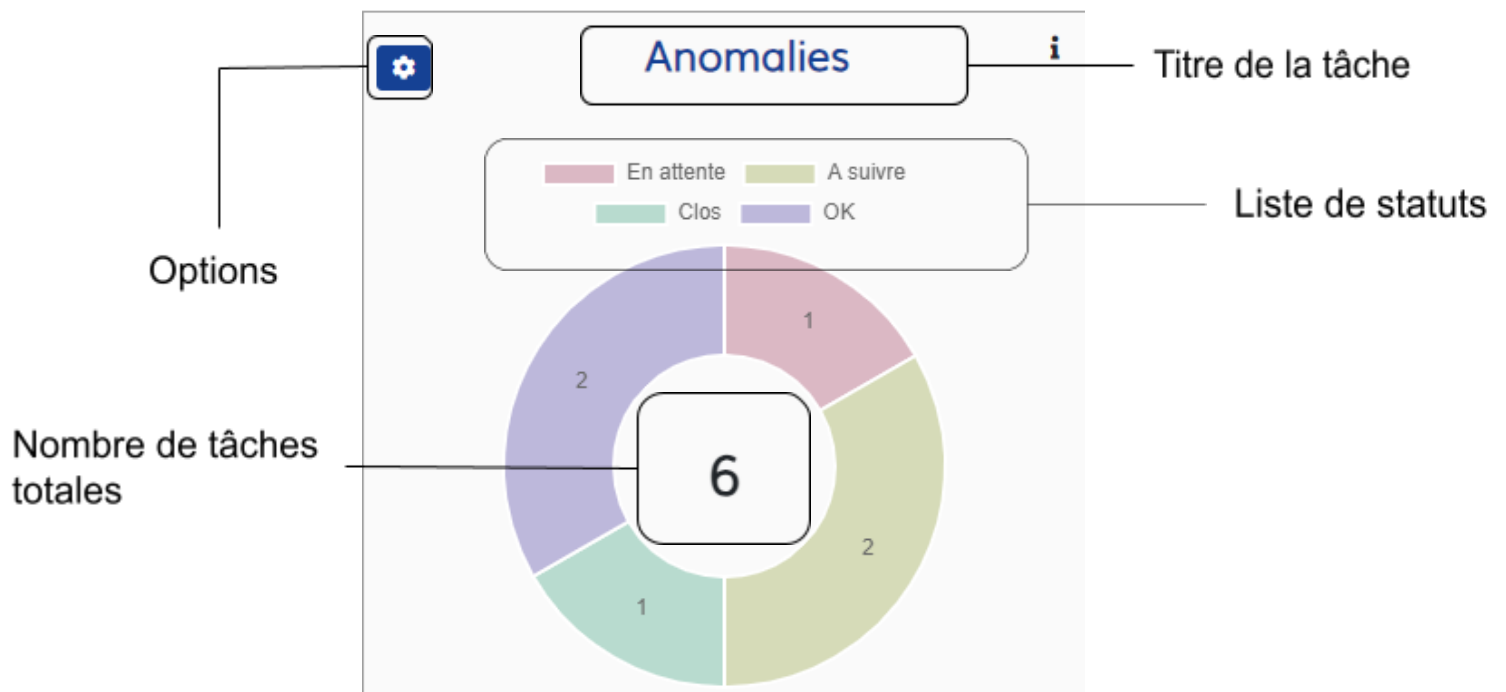 Anomalies
i
Titre de la tâche
En attente
A suivre
Clos
OK
Liste de statuts
Options
1
2
Nombre de tâches
totales
6
2
1